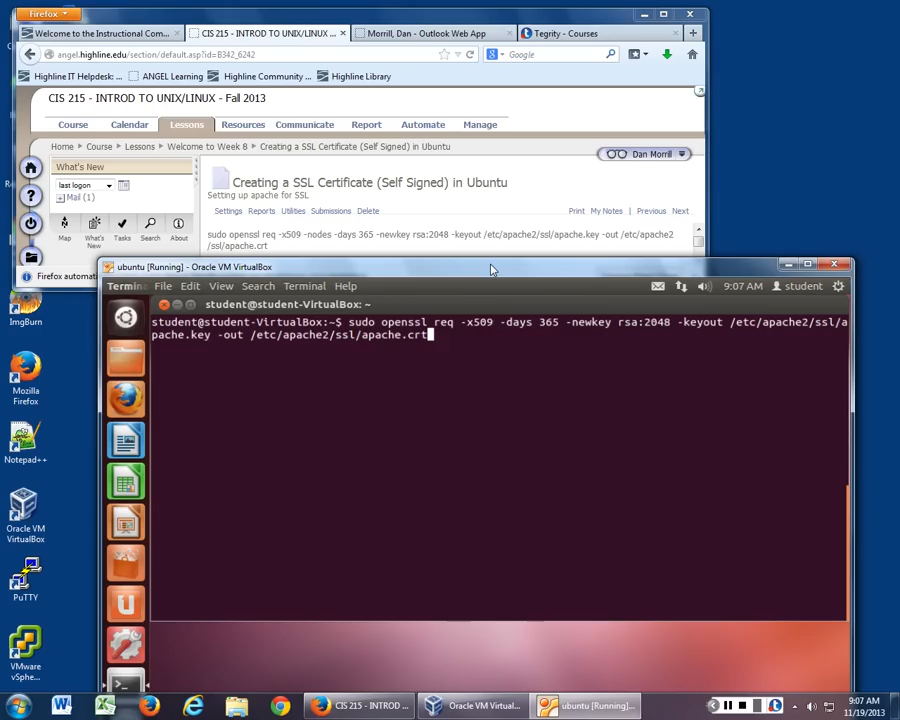 Firefox
Welcome to the Instructional Com...
CIS 215 - INTROD TO UNIX/LINUX ...
Morrill, Dan - Outlook Web App
Tegrity - Courses
angel.highline.edu/section/default.asp?id=B342_6242
Google
Highline IT Helpdesk: ...
ANGEL Learning
Highline Community ...
Highline Library
CIS 215 - INTROD TO UNIX/LINUX - Fall 2013
Course
Calendar
Lessons
Resources
Communicate
Report
Automate
Manage
Home > Course > Lessons > Welcome to Week 8 > Creating a SSL Certificate (Self Signed) in Ubuntu
What's New
Dan Morrill
last logon
Mail (1)
Map
What's New
Tasks
Search
About
Creating a SSL Certificate (Self Signed) in Ubuntu
Setting up apache for SSL
Settings Reports Utilities Submissions Delete
Print My Notes | Previous Next
sudo openssl req -x509 -nodes -days 365 -newkey rsa:2048 -keyout /etc/apache2
/ssl/apache.key -out /etc/apache2
/ssl/apache.crt
Firefox automat
ubuntu [Running] - Oracle VM VirtualBox
Termin File Edit View Search Terminal Help
9:07 AM
student
student@student-VirtualBox: ~
student@student-VirtualBox:~$ sudo openssl req -x509 -days 365 -newkey rsa:2048 -keyout /etc/apache2/ssl/a
pache.key -out /etc/apache2/ssl/apache.crt
ImgBurn
Mozilla
Firefox
Notepad++
Oracle VM
VirtualBox
PuTTY
VMware
vSphe...
CIS 215 - INTROD ...
Oracle VM Virtual...
ubuntu [Running]...
9:07 AM
11/19/2013